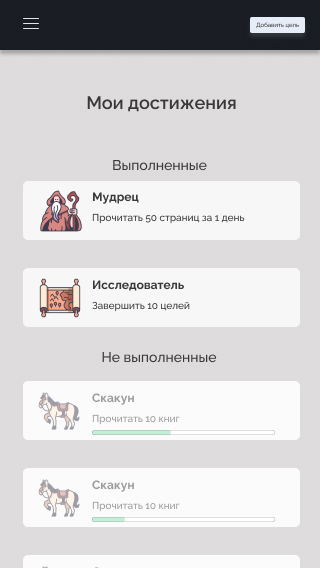 Добавить цель
Мои достижения
Выполненные
Мудрец
Прочитать 50 страниц за 1 день
Исследователь
Завершить 10 целей
Не выполненные
Скакун
Прочитать 10 книг
Скакун
Прочитать 10 книг